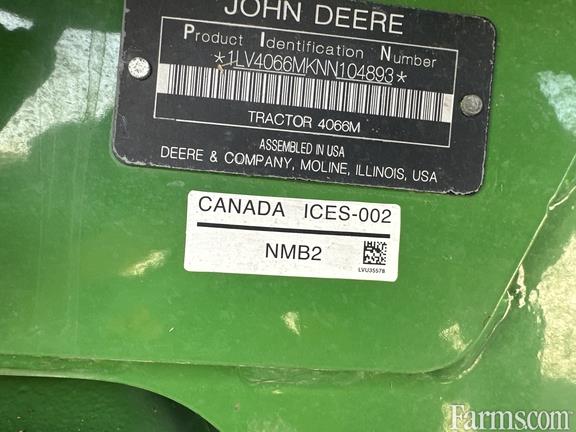 JOHN DEERE
Product Identification Number
*1LV4066MKNN104893*
TRACTOR 4066M
ASSEMBLED IN USA
DEERE & COMPANY, MOLINE, ILLINOIS, USA
CANADA ICES-002
NMB2
LVU35578
Farms.com